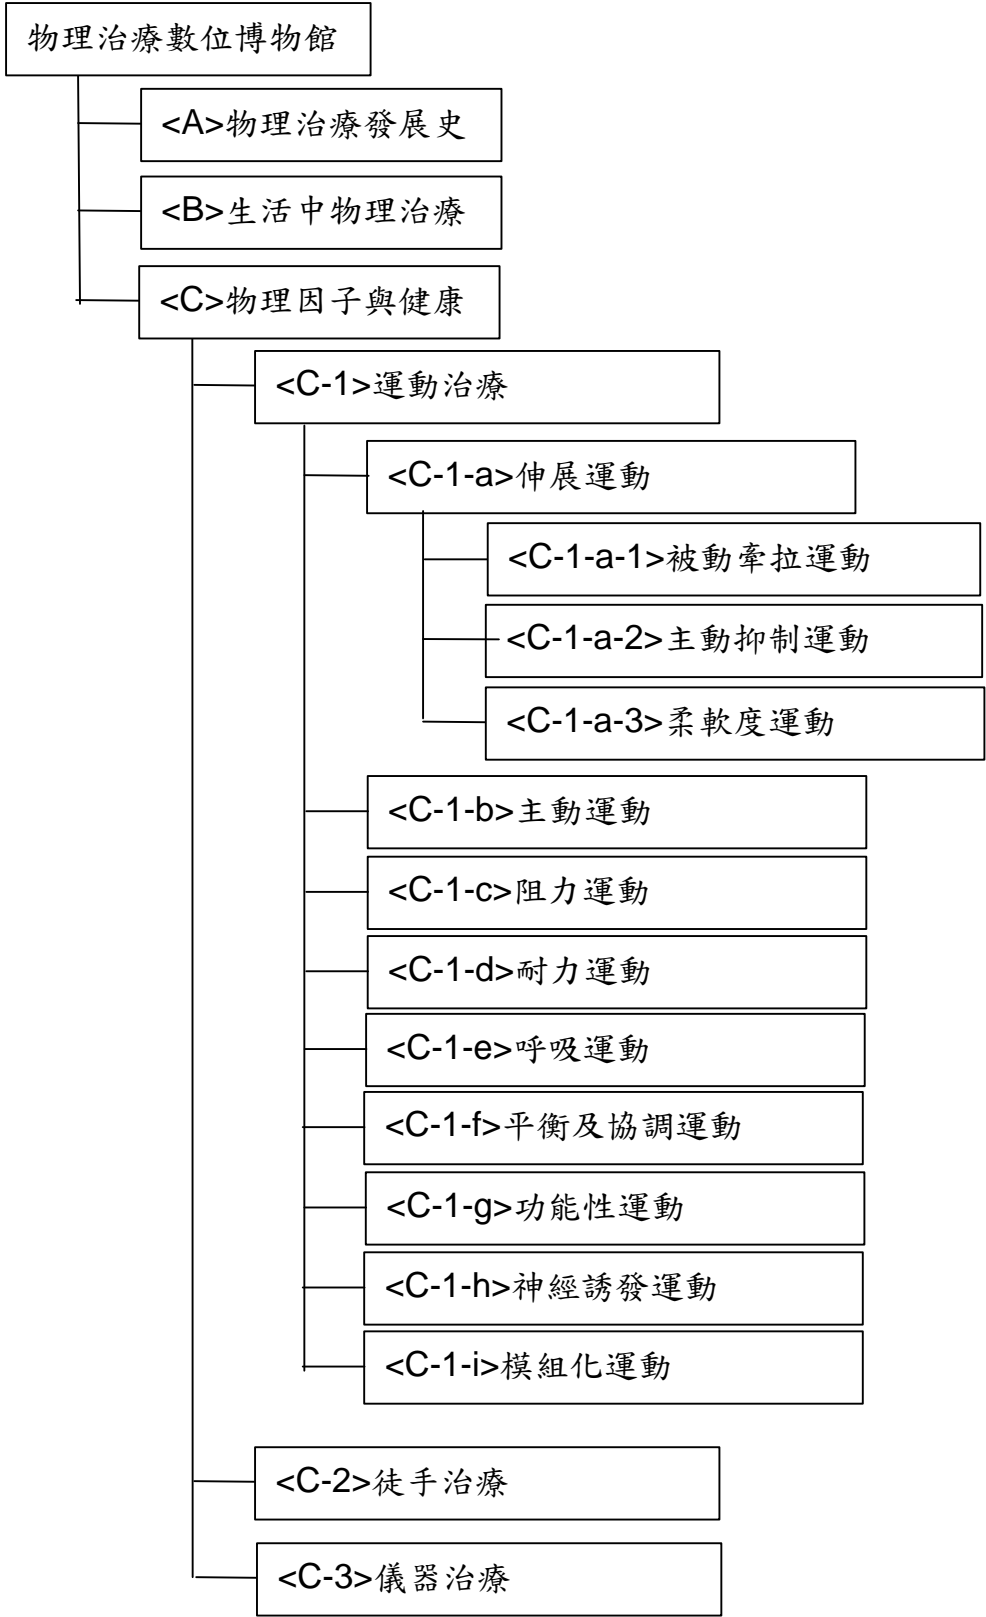 物理治療數位博物館
<A>物理治療發展史
<B>生活中物理治療
<C>物理因子與健康
<C-1>運動治療
<C-1-a>伸展運動
<C-1-a-1>被動牽拉運動
<C-1-a-2>主動抑制運動
<C-1-a-3>柔軟度運動
<C-1-b>主動運動
<C-1-c>阻力運動
<C-1-d>耐力運動
<C-1-e>呼吸運動
<C-1-f>平衡及協調運動
<C-1-g>功能性運動
<C-1-h>神經誘發運動
<C-1-i>模組化運動
<C-2>徒手治療
<C-3>儀器治療